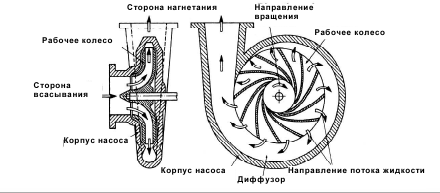 Сторона нагнетания
Направление
вращения
Рабочее колесо
Рабочее колесо
Сторона
всасывания
Корпус насоса
Корпус насоса
Диффузор
Направление потока жидкости